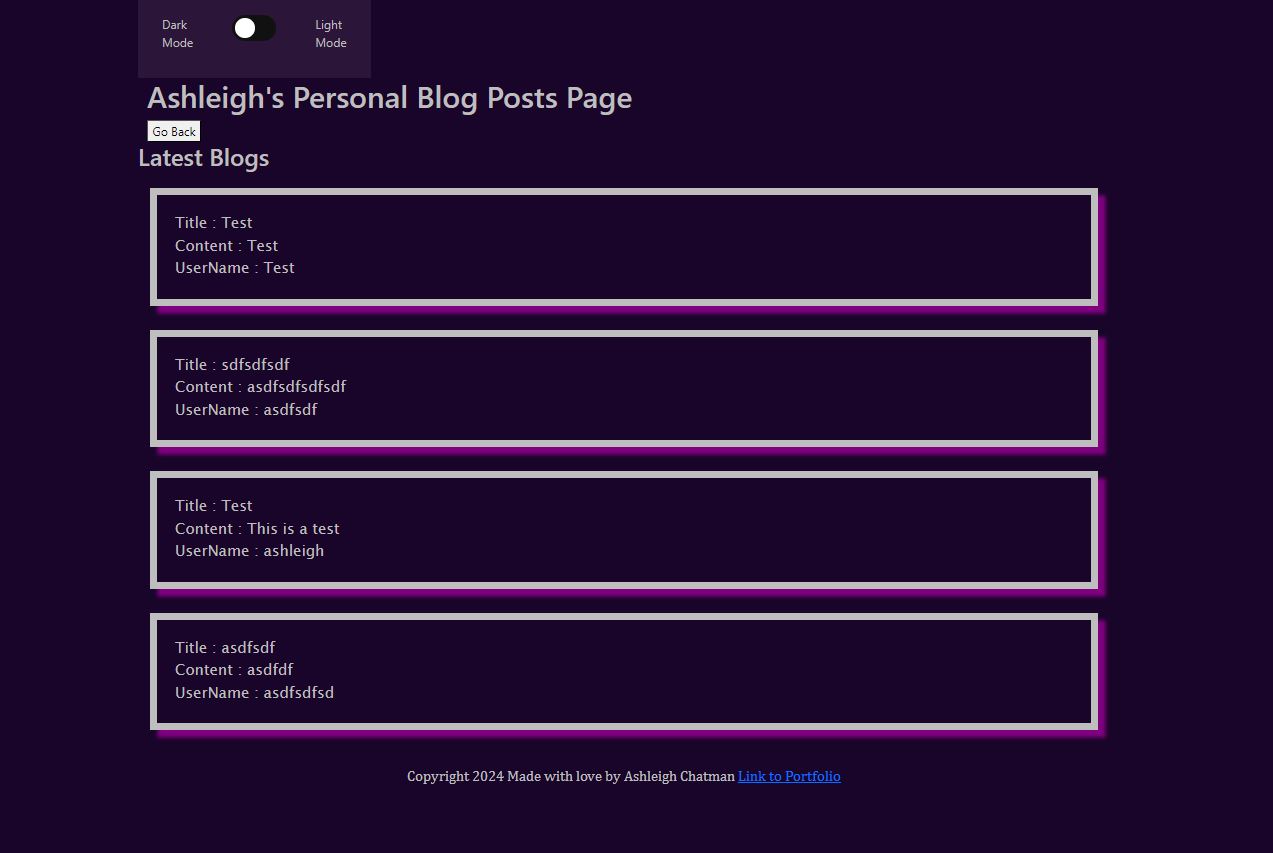 Dark
Mode
Light
Mode
Ashleigh's Personal Blog Posts Page
Go Back
Latest Blogs
Title : Test
Content : Test
UserName : Test
Title : sdfsdfsdf
Content : asdfsdfsdfsdf
UserName : asdfsdf
Title : Test
Content : This is a test
UserName : ashleigh
Title : asdfsdf
Content : asdfdf
UserName : asdfsdfsd
Copyright 2024 Made with love by Ashleigh Chatman Link to Portfolio